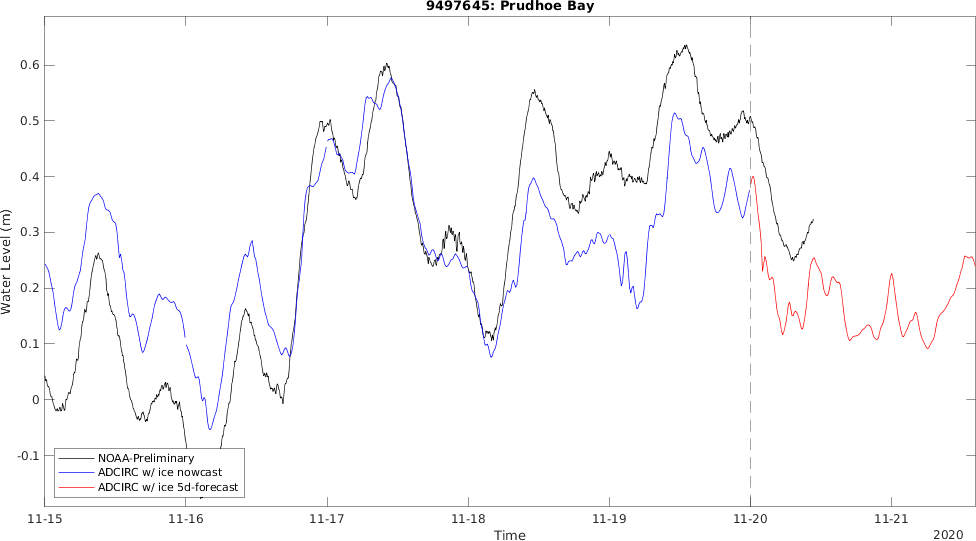 9497645: Prudhoe Bay
Water Level (m)
0.6
0.5
0.4
0.3
0.2
0.1
0
-0.1
NOAA-Preliminary
ADCIRC w/ ice nowcast
ADCIRC w/ ice 5d-forecast
11-15 11-16 11-17 11-18 11-19 11-20 11-21
Time
2020